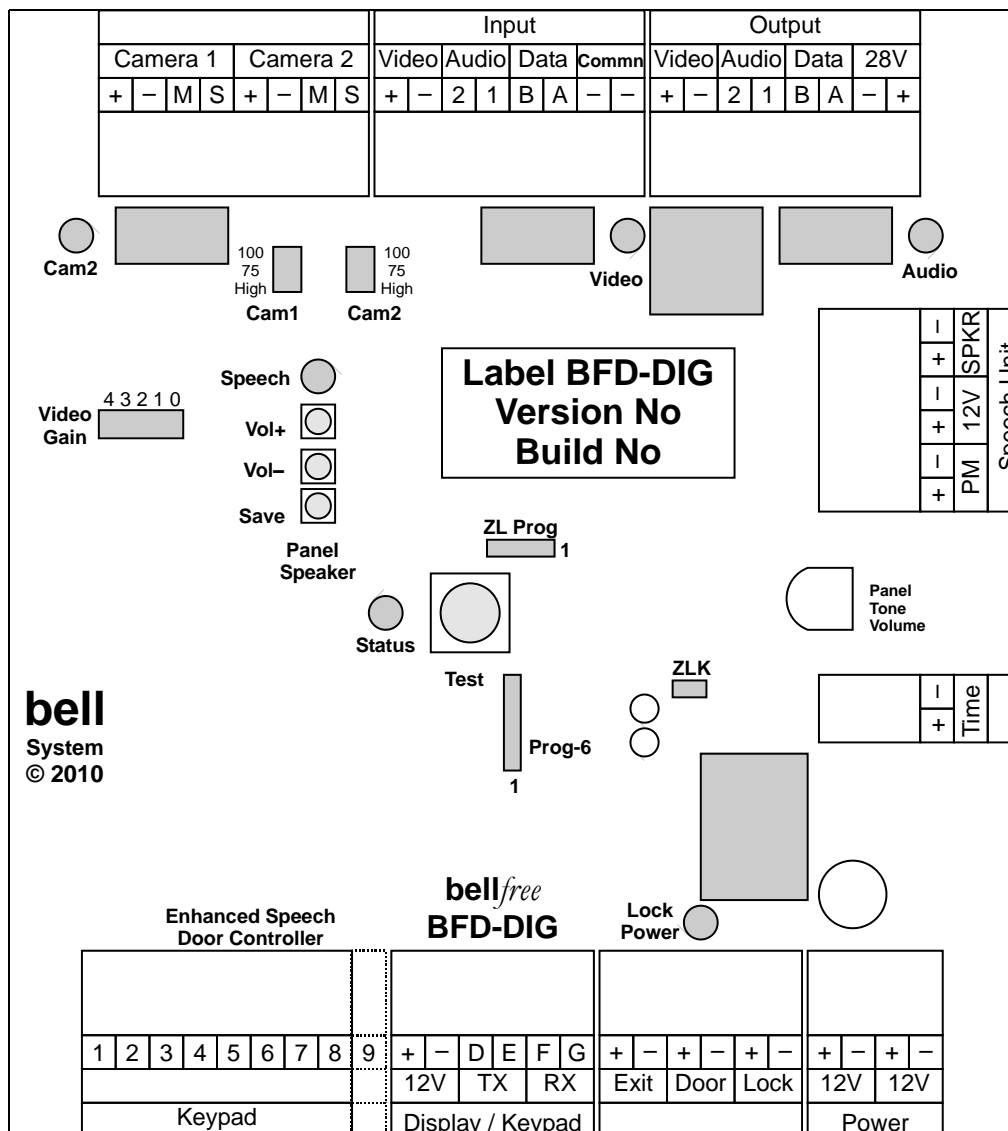 Input Output
Camera 1 Camera 2 Video Audio Data Commn Video Audio Data 28V
+ − M S + − M S + − 2 1 B A − − + − 2 1 B A − +
Cam2
100
75
High
Cam1
100
75
High
Cam2
Video
Audio
− + − + − +
SPKR 12V PM
Speech Unit
Label BFD-DIG
Version No
Build No
Speech
Vol+
Vol–
Save
Panel
Speaker
4 3 2 1 0
Video
Gain
ZL Prog
1
Status
Test
Panel
Tone
Volume
ZLK
− +
Time
Prog-6
1
bell
System
© 2010
bellfree
BFD-DIG
Enhanced Speech
Door Controller
Lock
Power
1 2 3 4 5 6 7 8 9 + − D E F G + − + − + − + − + −
12V TX RX Exit Door Lock 12V 12V
Keypad Display / Keypad Power